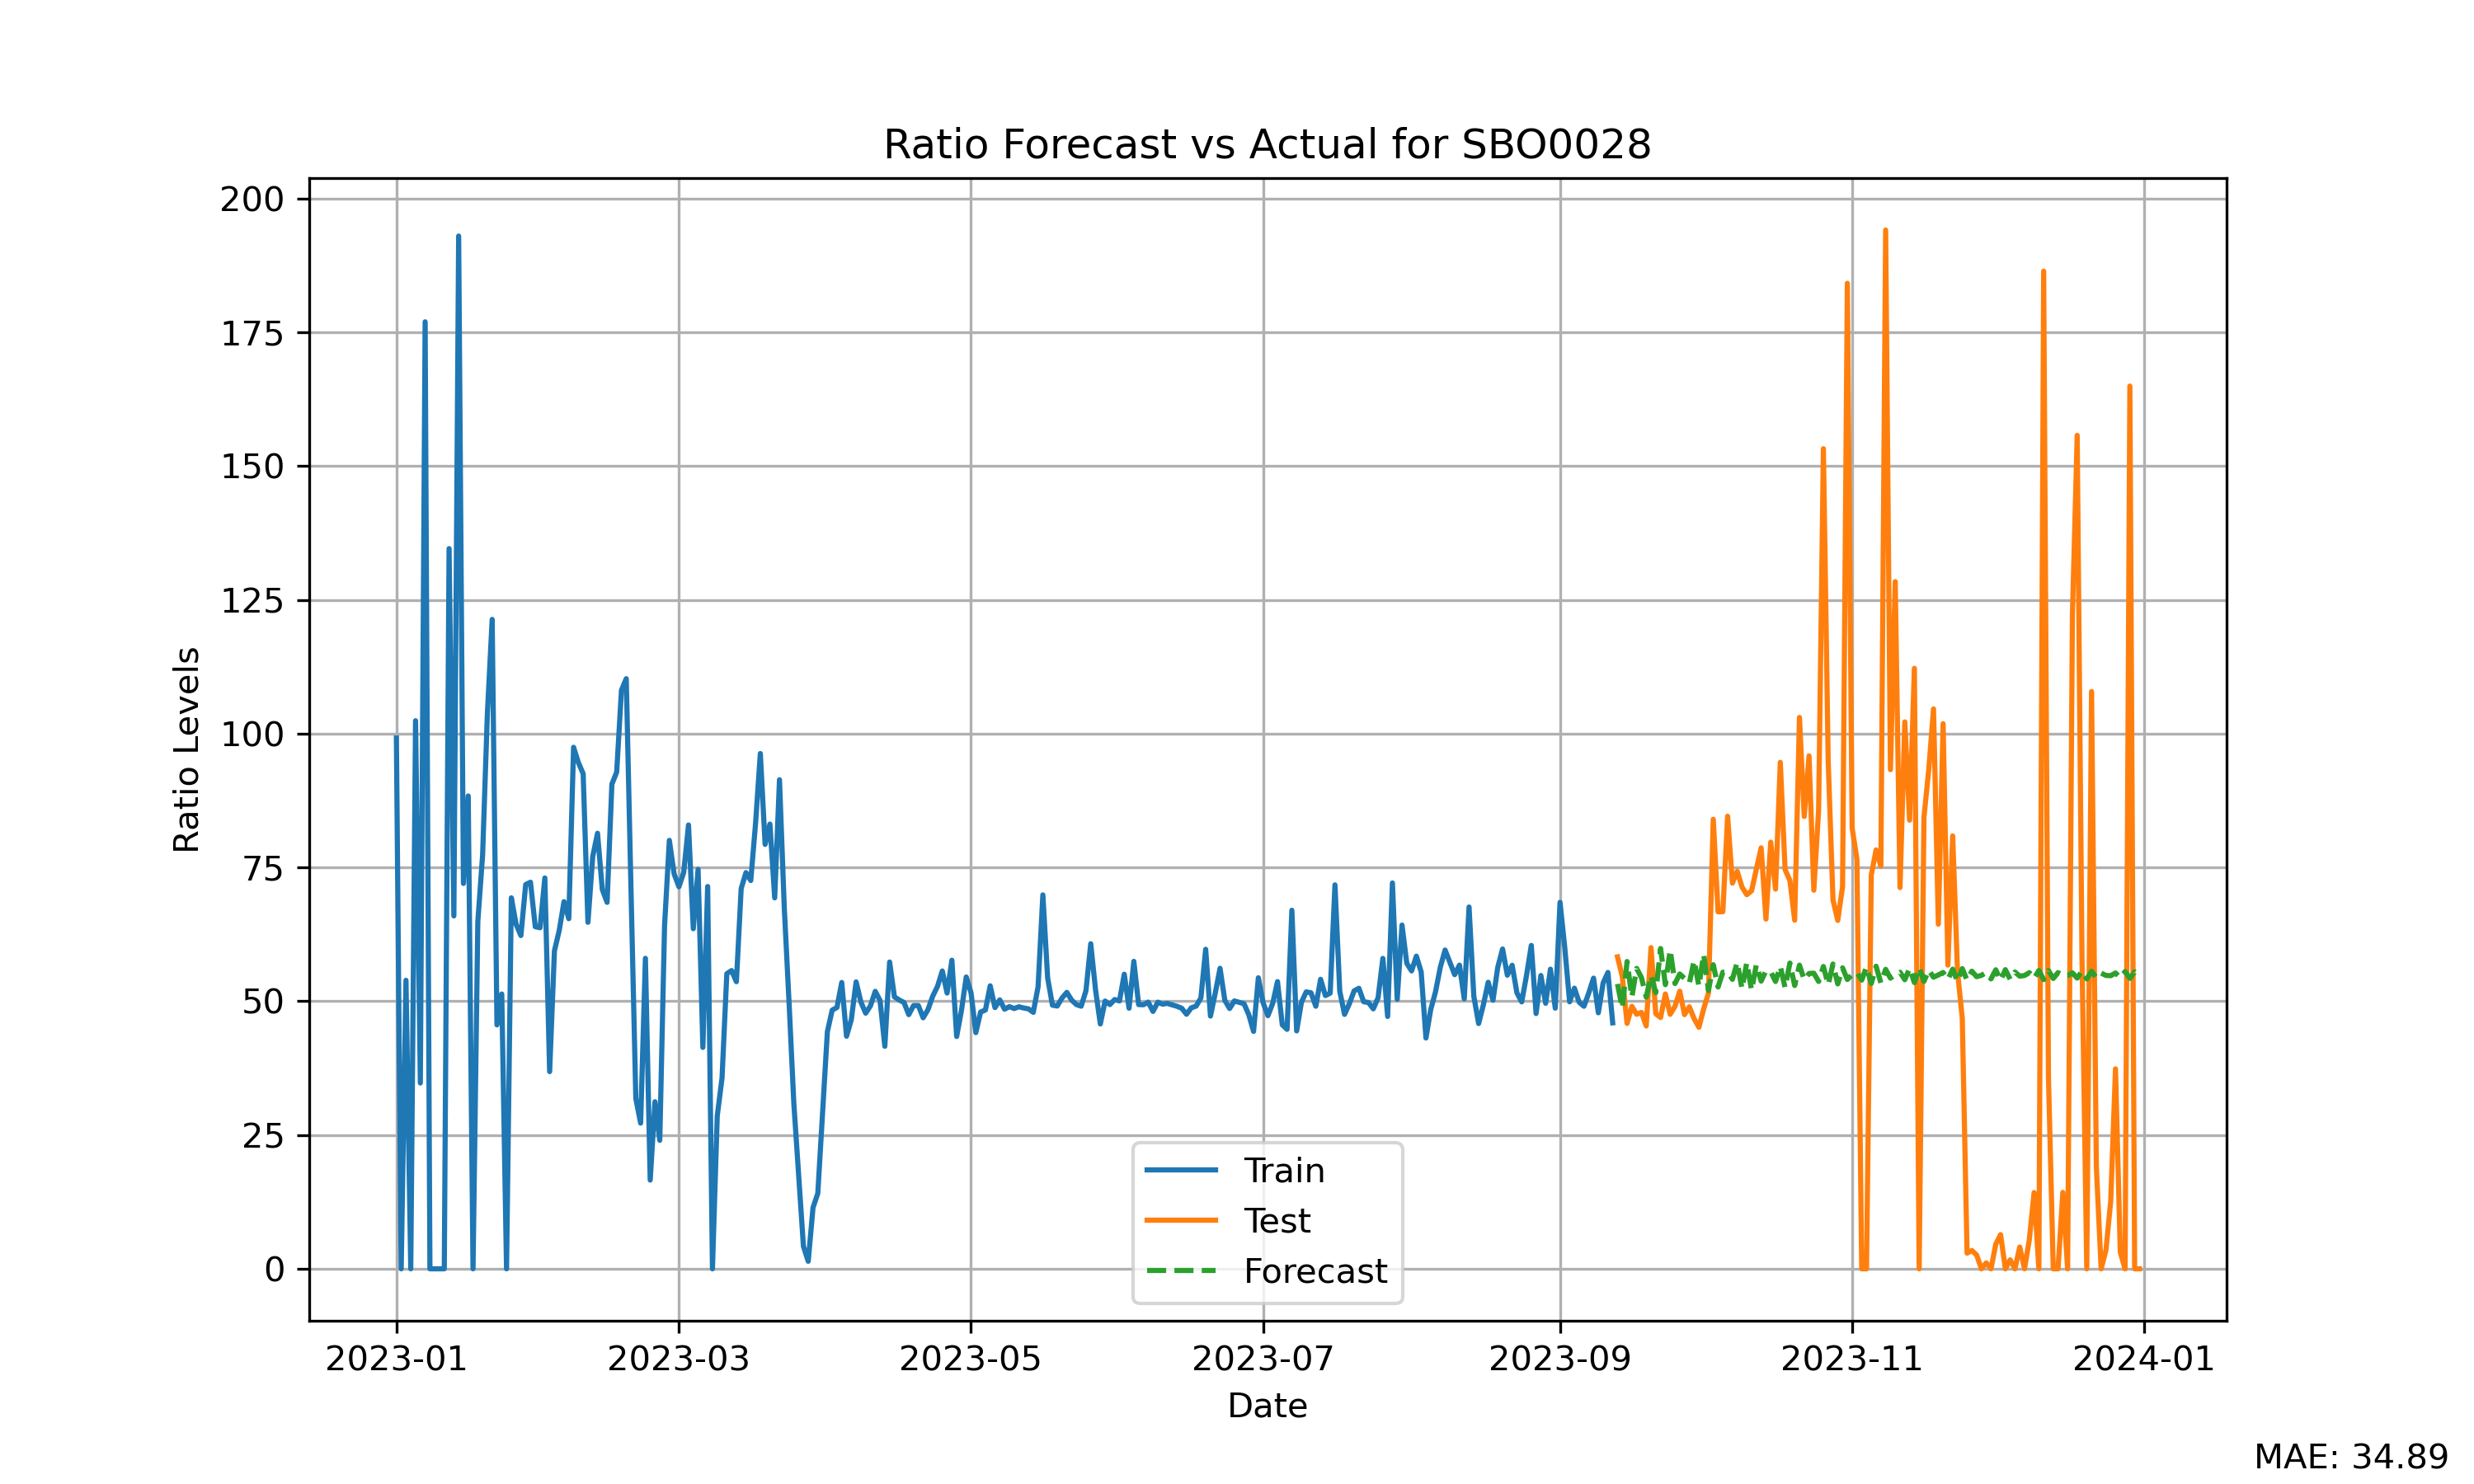 Ratio Forecast vs Actual for SBO0028
Ratio Levels
200
175
150
125
100
75
50
25
0
Train
Test
Forecast
2023-01 2023-03 2023-05 2023-07 2023-09 2023-11 2024-01
Date
MAE: 34.89